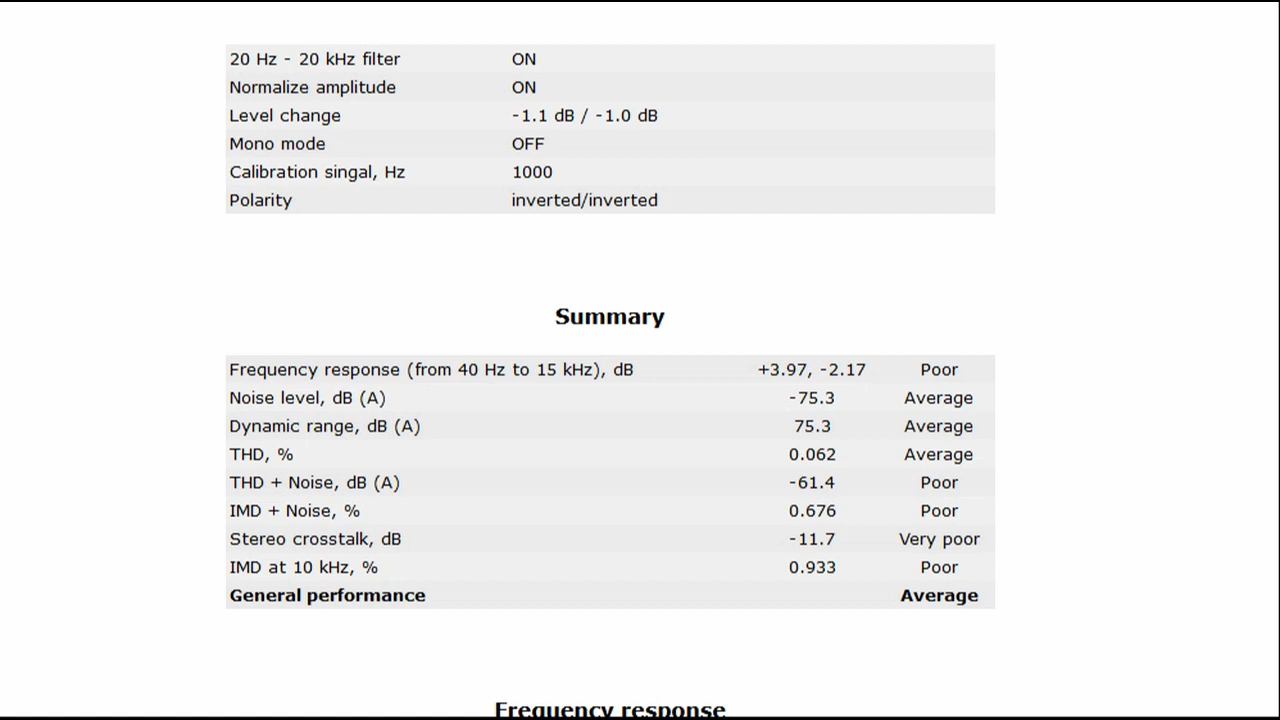 20 Hz - 20 kHz filter ON
Normalize amplitude ON
Level change -1.1 dB / -1.0 dB
Mono mode OFF
Calibration singal, Hz 1000
Polarity inverted/inverted
Summary
Frequency response (from 40 Hz to 15 kHz), dB +3.97, -2.17 Poor
Noise level, dB (A) -75.3 Average
Dynamic range, dB (A) 75.3 Average
THD, % 0.062 Average
THD + Noise, dB (A) -61.4 Poor
IMD + Noise, % 0.676 Poor
Stereo crosstalk, dB -11.7 Very poor
IMD at 10 kHz, % 0.933 Poor
General performance Average
Frequency response